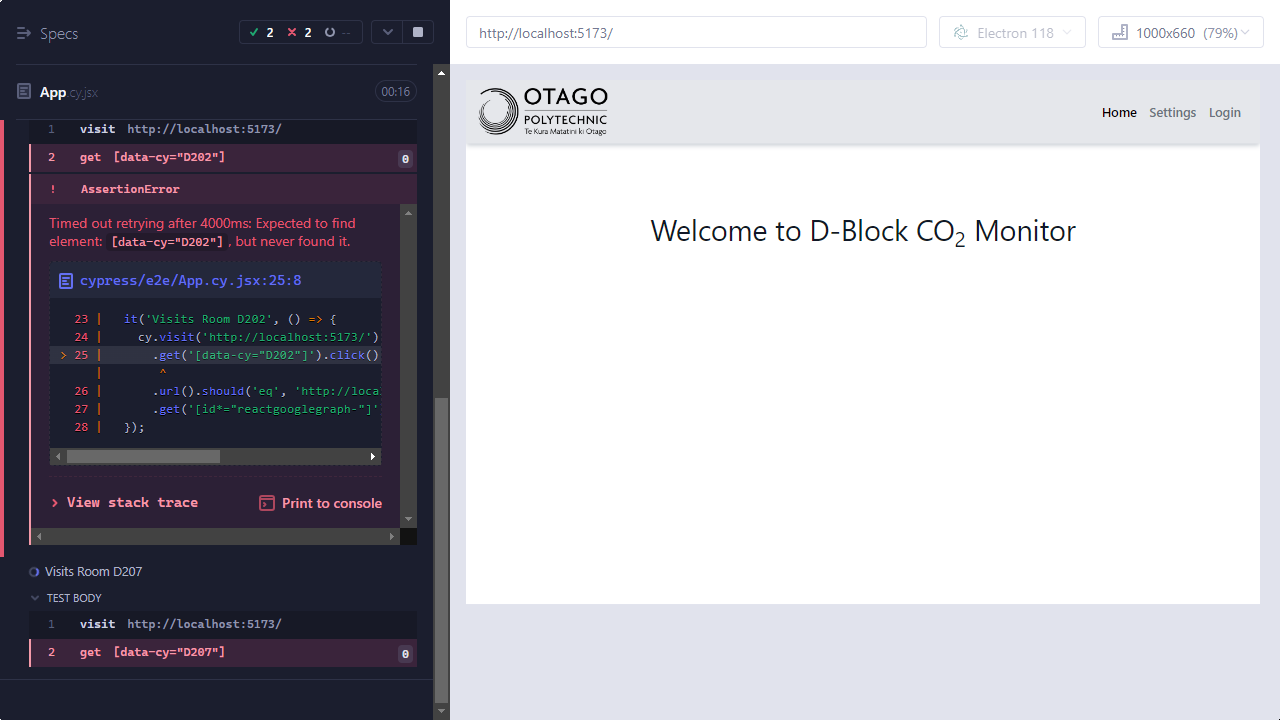 Specs
2
2
--
App.cy.jsx
00:16
1 visit http://localhost:5173/
2 get [data-cy="D202"] 0
! AssertionError
Timed out retrying after 4000ms: Expected to find
element: [data-cy="D202"], but never found it.
cypress/e2e/App.cy.jsx:25:8
23 | it('Visits Room D202', () => {
24 | cy.visit('http://localhost:5173/')
> 25 | .get('[data-cy="D202"]').click()
| ^
26 | .url().should('eq', 'http://loca
27 | .get('[id*="reactgooglegraph-"]'
28 | });
> View stack trace
Print to console
Visits Room D207
TEST BODY
1 visit http://localhost:5173/
2 get [data-cy="D207"] 0
http://localhost:5173/
Electron 118
1000x660 (79%)
OTAGO
POLYTECHNIC
Te Kura Matatini ki Otago
Home Settings Login
Welcome to D-Block CO₂ Monitor